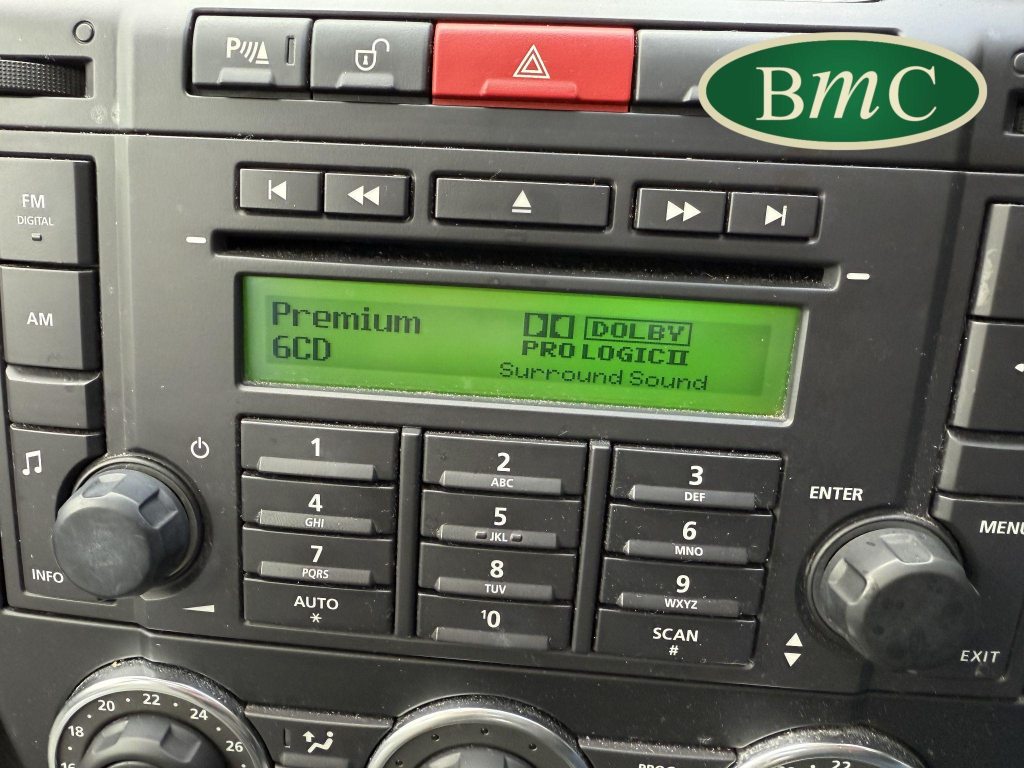 P
BmC
FM
DIGITAL
AM
Premium
6CD
DOLBY
PRO LOGIC II
Surround Sound
1
2
ABC
3
DEF
4
GHI
5
JKL
6
MNO
7
PQRS
8
TUV
9
WXYZ
AUTO
*
10
SCAN
#
INFO
ENTER
MENU
EXIT
18
20
22
24
26
22